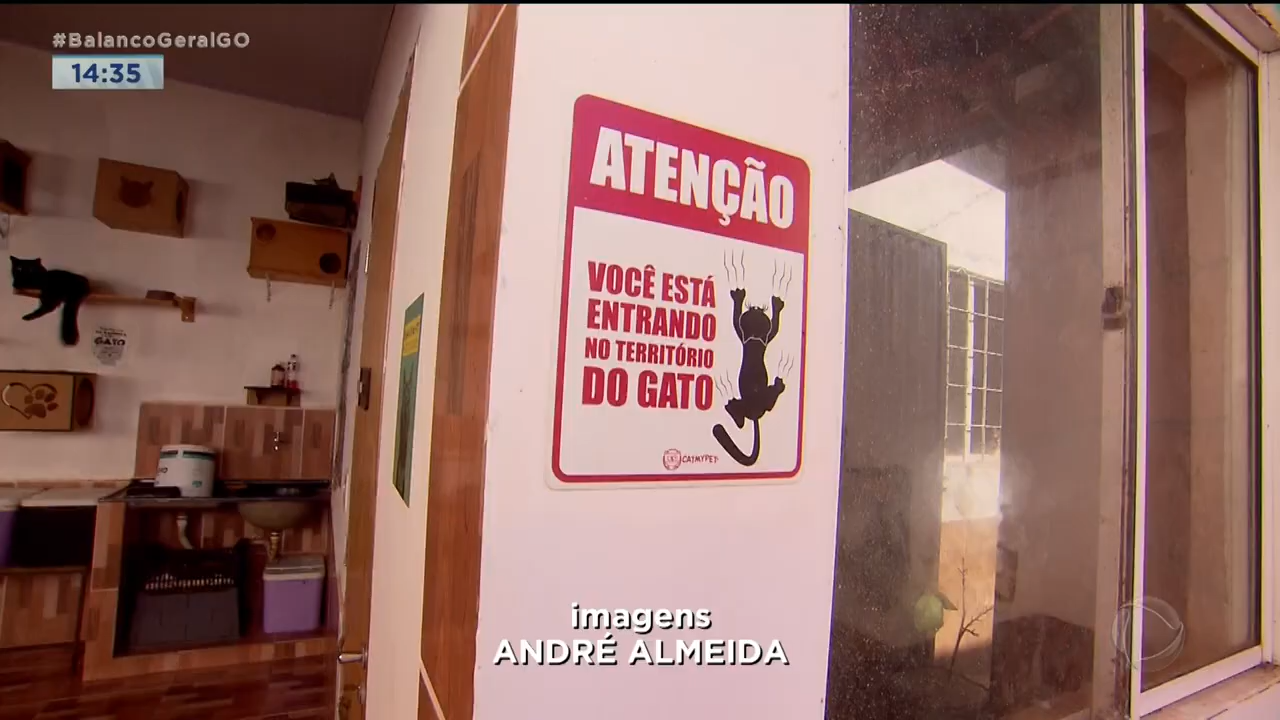 #BalancoGeralGO
14:35
ATENÇÃO
VOCÊ ESTÁ
ENTRANDO
NO TERRITÓRIO
DO GATO
CATMYPET
GATO
imagens
ANDRÉ ALMEIDA